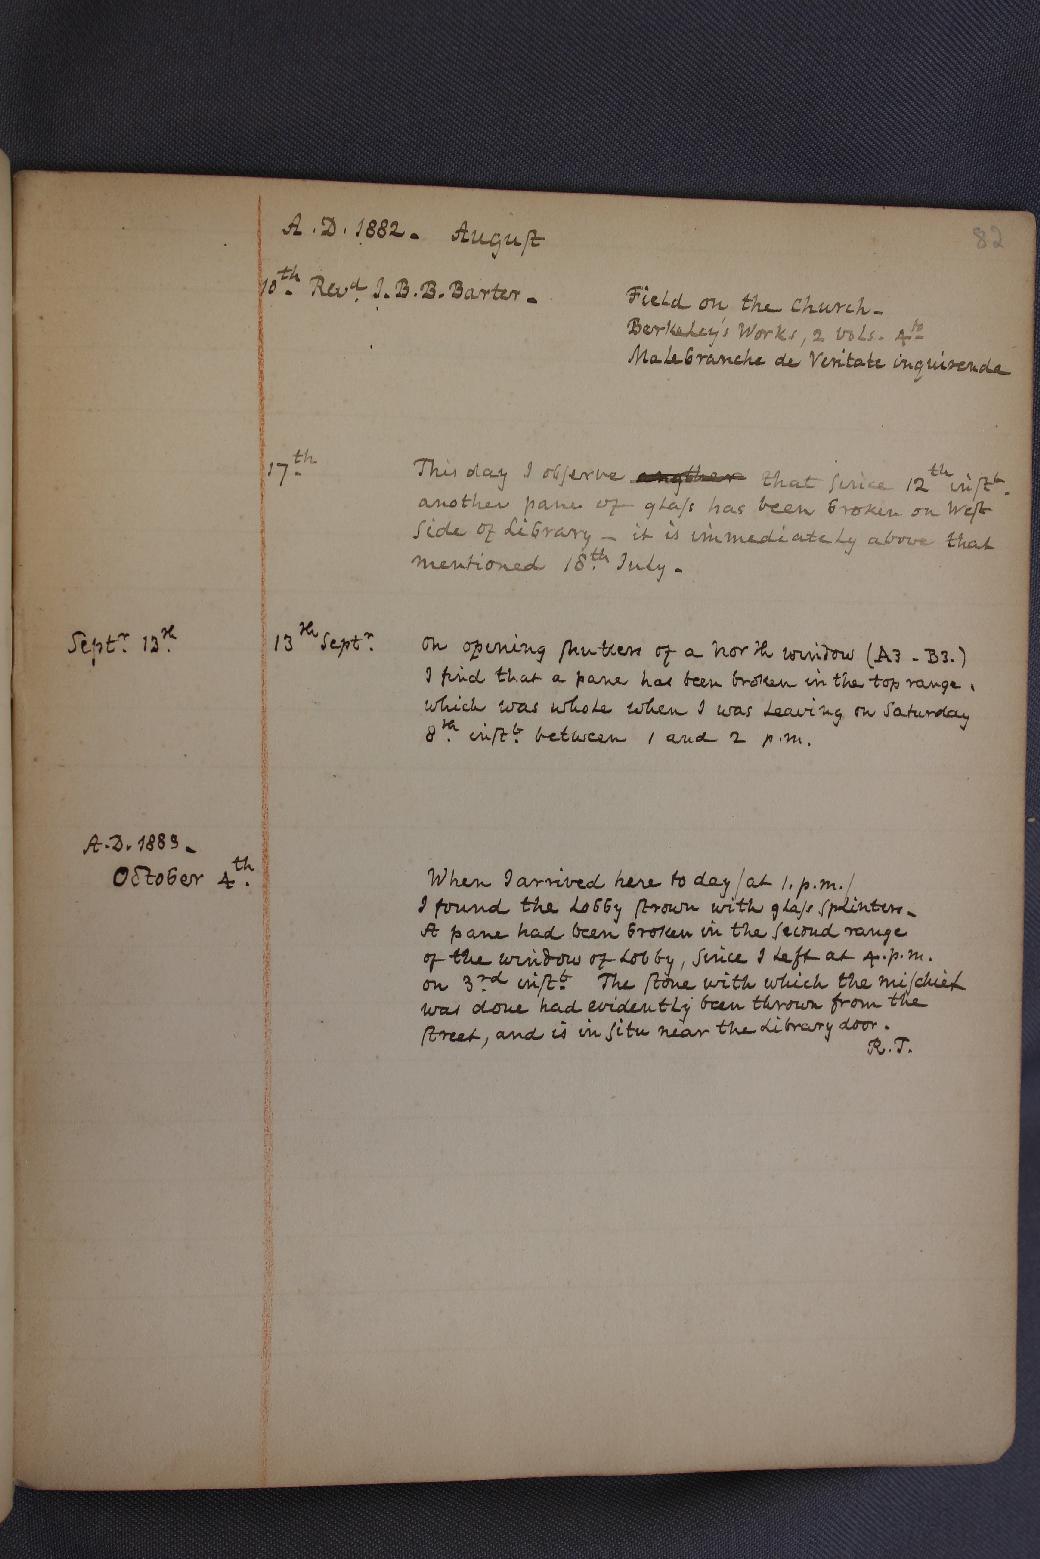 82
A.D. 1882. August
10th Revd. J.B.B. Barter.
Field on the Church.
Berkeley's Works, 2 vols. 4to
Malebranche de Veritate inquirenda
17th
This day I observe another that since 12th inst.
another pane of glass has been broken on West
side of Library - it is immediately above that
mentioned 18th July.
Septr. 13th.
13th Septr.
On opening shutters of a North window (A3 - B3.)
I find that a pane has been broken in the top range,
which was whole when I was leaving on Saturday
8th inst. between 1 and 2 p.m.
A.D. 1883.
October 4th.
When I arrived here to day (at 1. p.m.)
I found the Lobby strown with glass splinters.
A pane had been broken in the second range
of the window of Lobby, since I left at 4. p.m.
on 3rd inst. The stone with which the mischief
was done had evidently been thrown from the
street, and is in situ near the Library door.
R.T.